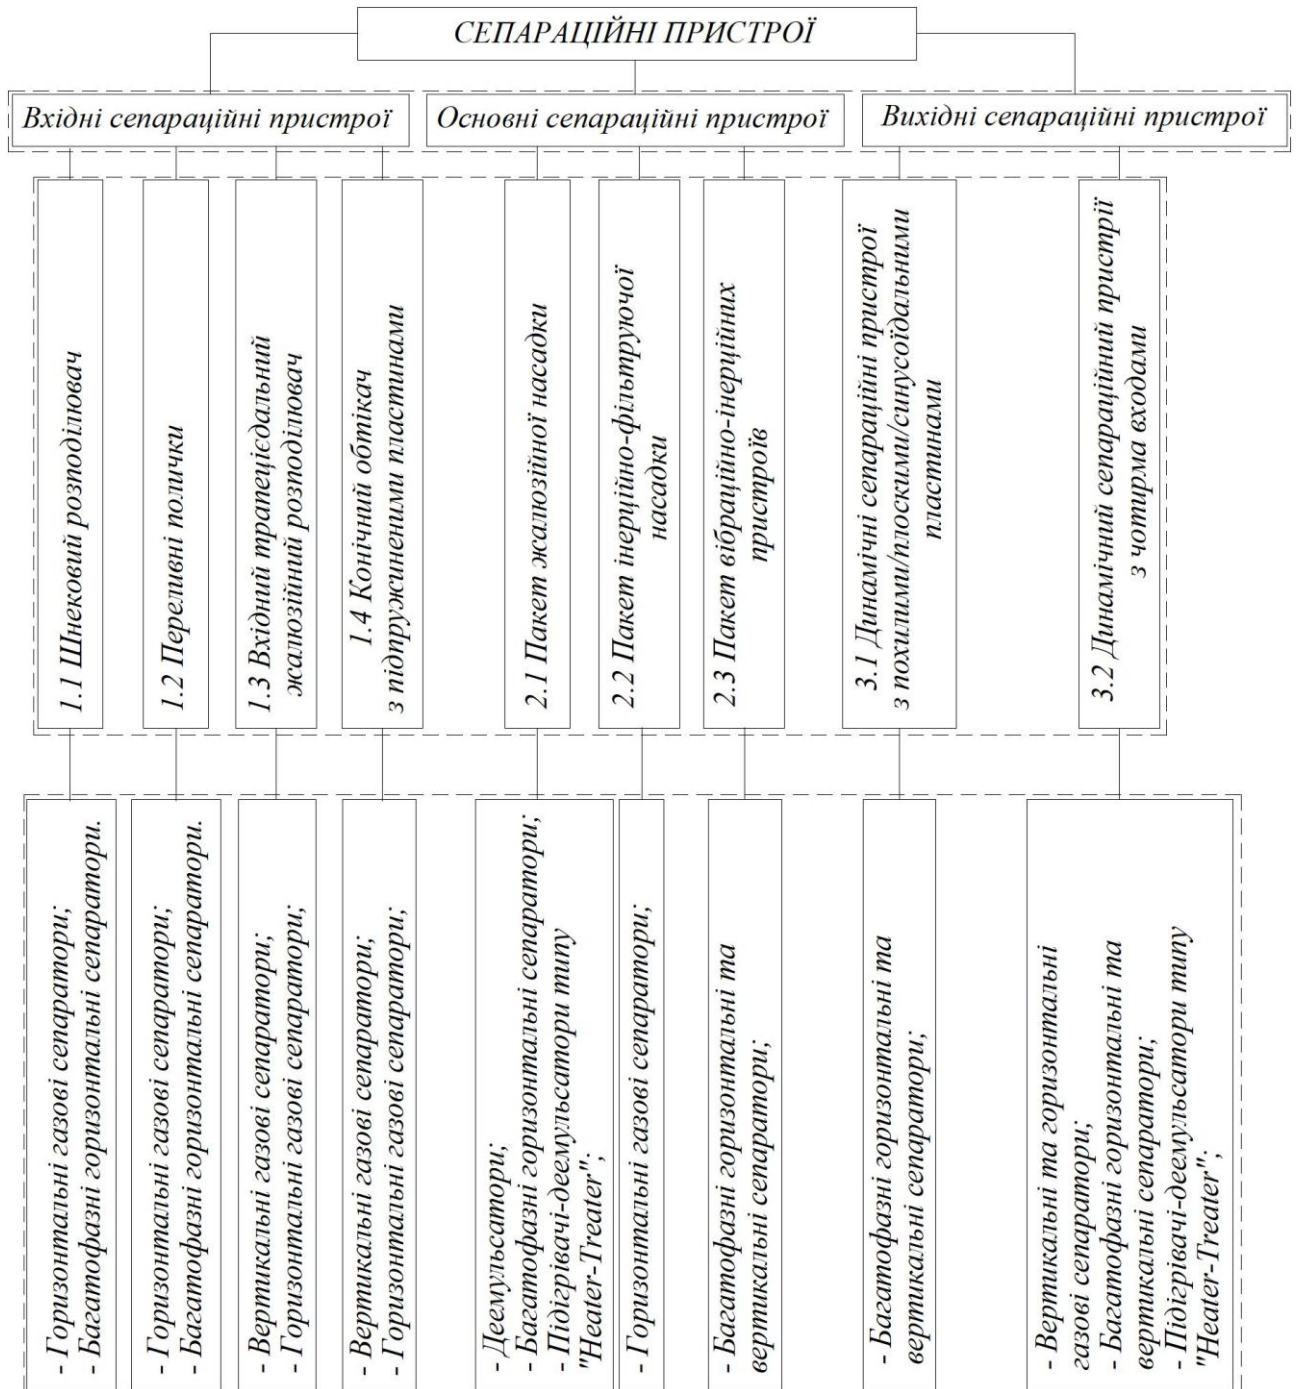 СЕПАРАЦІЙНІ ПРИСТРОЇ
Вхідні сепараційні пристрої
Основні сепараційні пристрої
Вихідні сепараційні пристрої
1.1 Шнековий розподілювач
1.2 Переливні полички
1.3 Вхідний трапецієдальний
жалюзійний розподілювач
1.4 Конічний обтікач
з підпружиненими пластинами
2.1 Пакет жалюзійної насадки
2.2 Пакет інерційно-фільтруючої
насадки
2.3 Пакет вібраційно-інерційних
пристроїв
3.1 Динамічні сепараційні пристрої
з похилими/плоскими/синусоїдальними
пластинами
3.2 Динамічний сепараційний пристрії
з чотирма входами
- Горизонтальні газові сепаратори;
- Багатофазні горизонтальні сепаратори.
- Горизонтальні газові сепаратори;
- Багатофазні горизонтальні сепаратори.
- Вертикальні газові сепаратори;
- Горизонтальні газові сепаратори;
- Вертикальні газові сепаратори;
- Горизонтальні газові сепаратори;
- Деемульсатори;
- Багатофазні горизонтальні сепаратори;
- Підігрівачі-деемульсатори типу
"Heater-Treater";
- Горизонтальні газові сепаратори;
- Багатофазні горизонтальні та
вертикальні сепаратори;
- Багатофазні горизонтальні та
вертикальні сепаратори;
- Вертикальні та горизонтальні
газові сепаратори;
- Багатофазні горизонтальні та
вертикальні сепаратори;
- Підігрівачі-деемульсатори типу
"Heater-Treater";